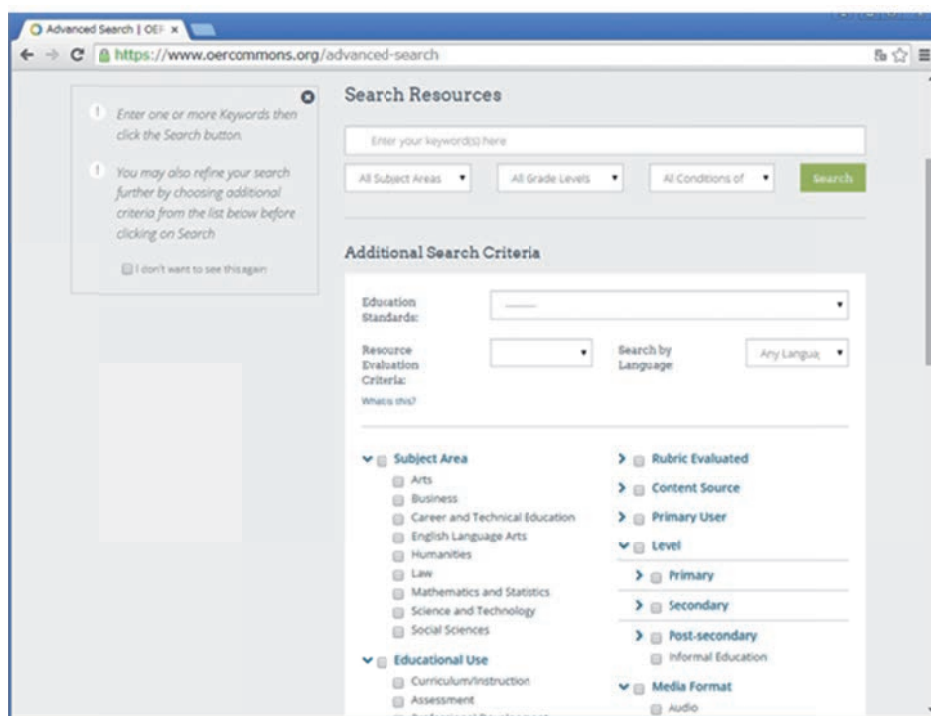 Advanced Search | OEF
https://www.oercommons.org/advanced-search
Enter one or more Keywords then
click the Search button.
You may also refine your search
further by choosing additional
criteria from the list below before
clicking on Search
I don't want to see this again
Search Resources
Enter your keyword(s) here
All Subject Areas
All Grade Levels
Al Conditions of
Search
Additional Search Criteria
Education
Standards:
Resource
Evaluation
Criteria:
What is this?
Search by
Language
Any Languag
Subject Area
Arts
Business
Career and Technical Education
English Language Arts
Humanities
Law
Mathematics and Statistics
Science and Technology
Social Sciences
Educational Use
Curriculum/Instruction
Assessment
Rubric Evaluated
Content Source
Primary User
Level
Primary
Secondary
Post-secondary
Informal Education
Media Format
Audio